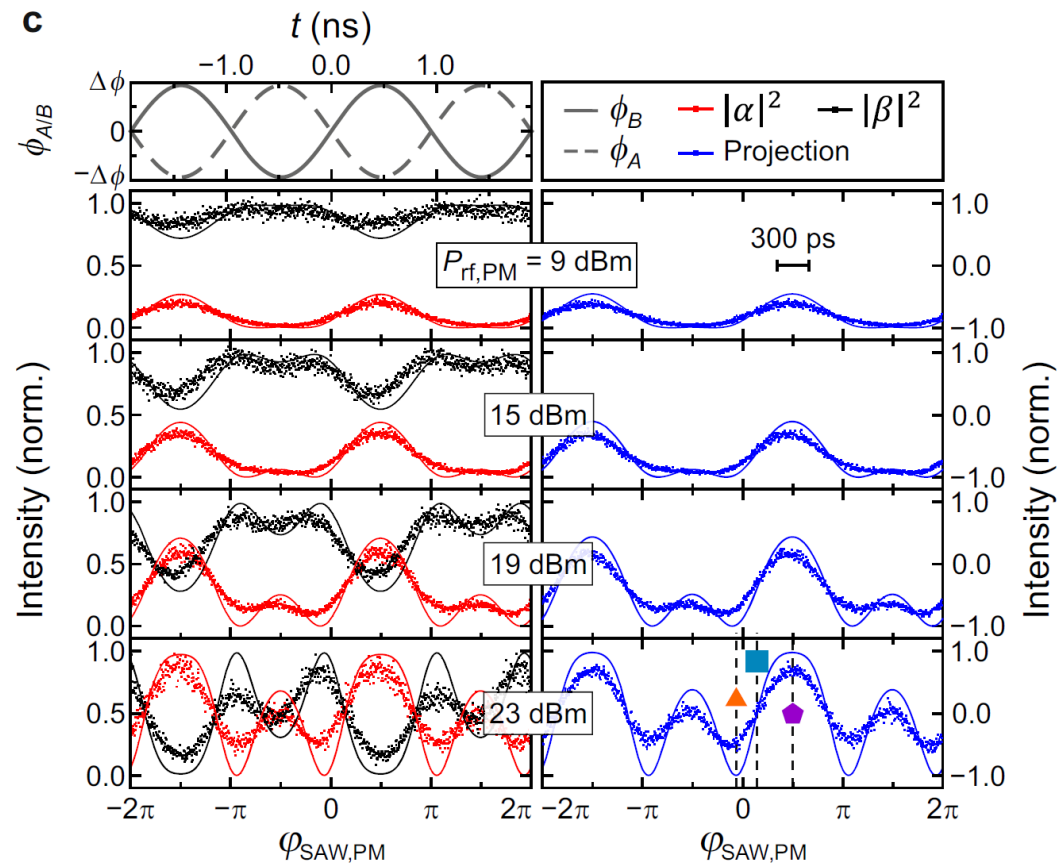 c
t (ns)
−1.0 0.0 1.0
Δϕ
0
−Δϕ
ϕA/B
ϕB |α|² |β|²
ϕA Projection
1.0
0.5
0.0
Prf,PM = 9 dBm
300 ps
1.0
0.0
−1.0
1.0
0.5
0.0
15 dBm
1.0
0.0
−1.0
Intensity (norm.)
Intensity (norm.)
1.0
0.5
0.0
19 dBm
1.0
0.0
−1.0
1.0
0.5
0.0
23 dBm
1.0
0.0
−1.0
−2π −π 0 π −2π −π 0 π 2π
φSAW,PM φSAW,PM